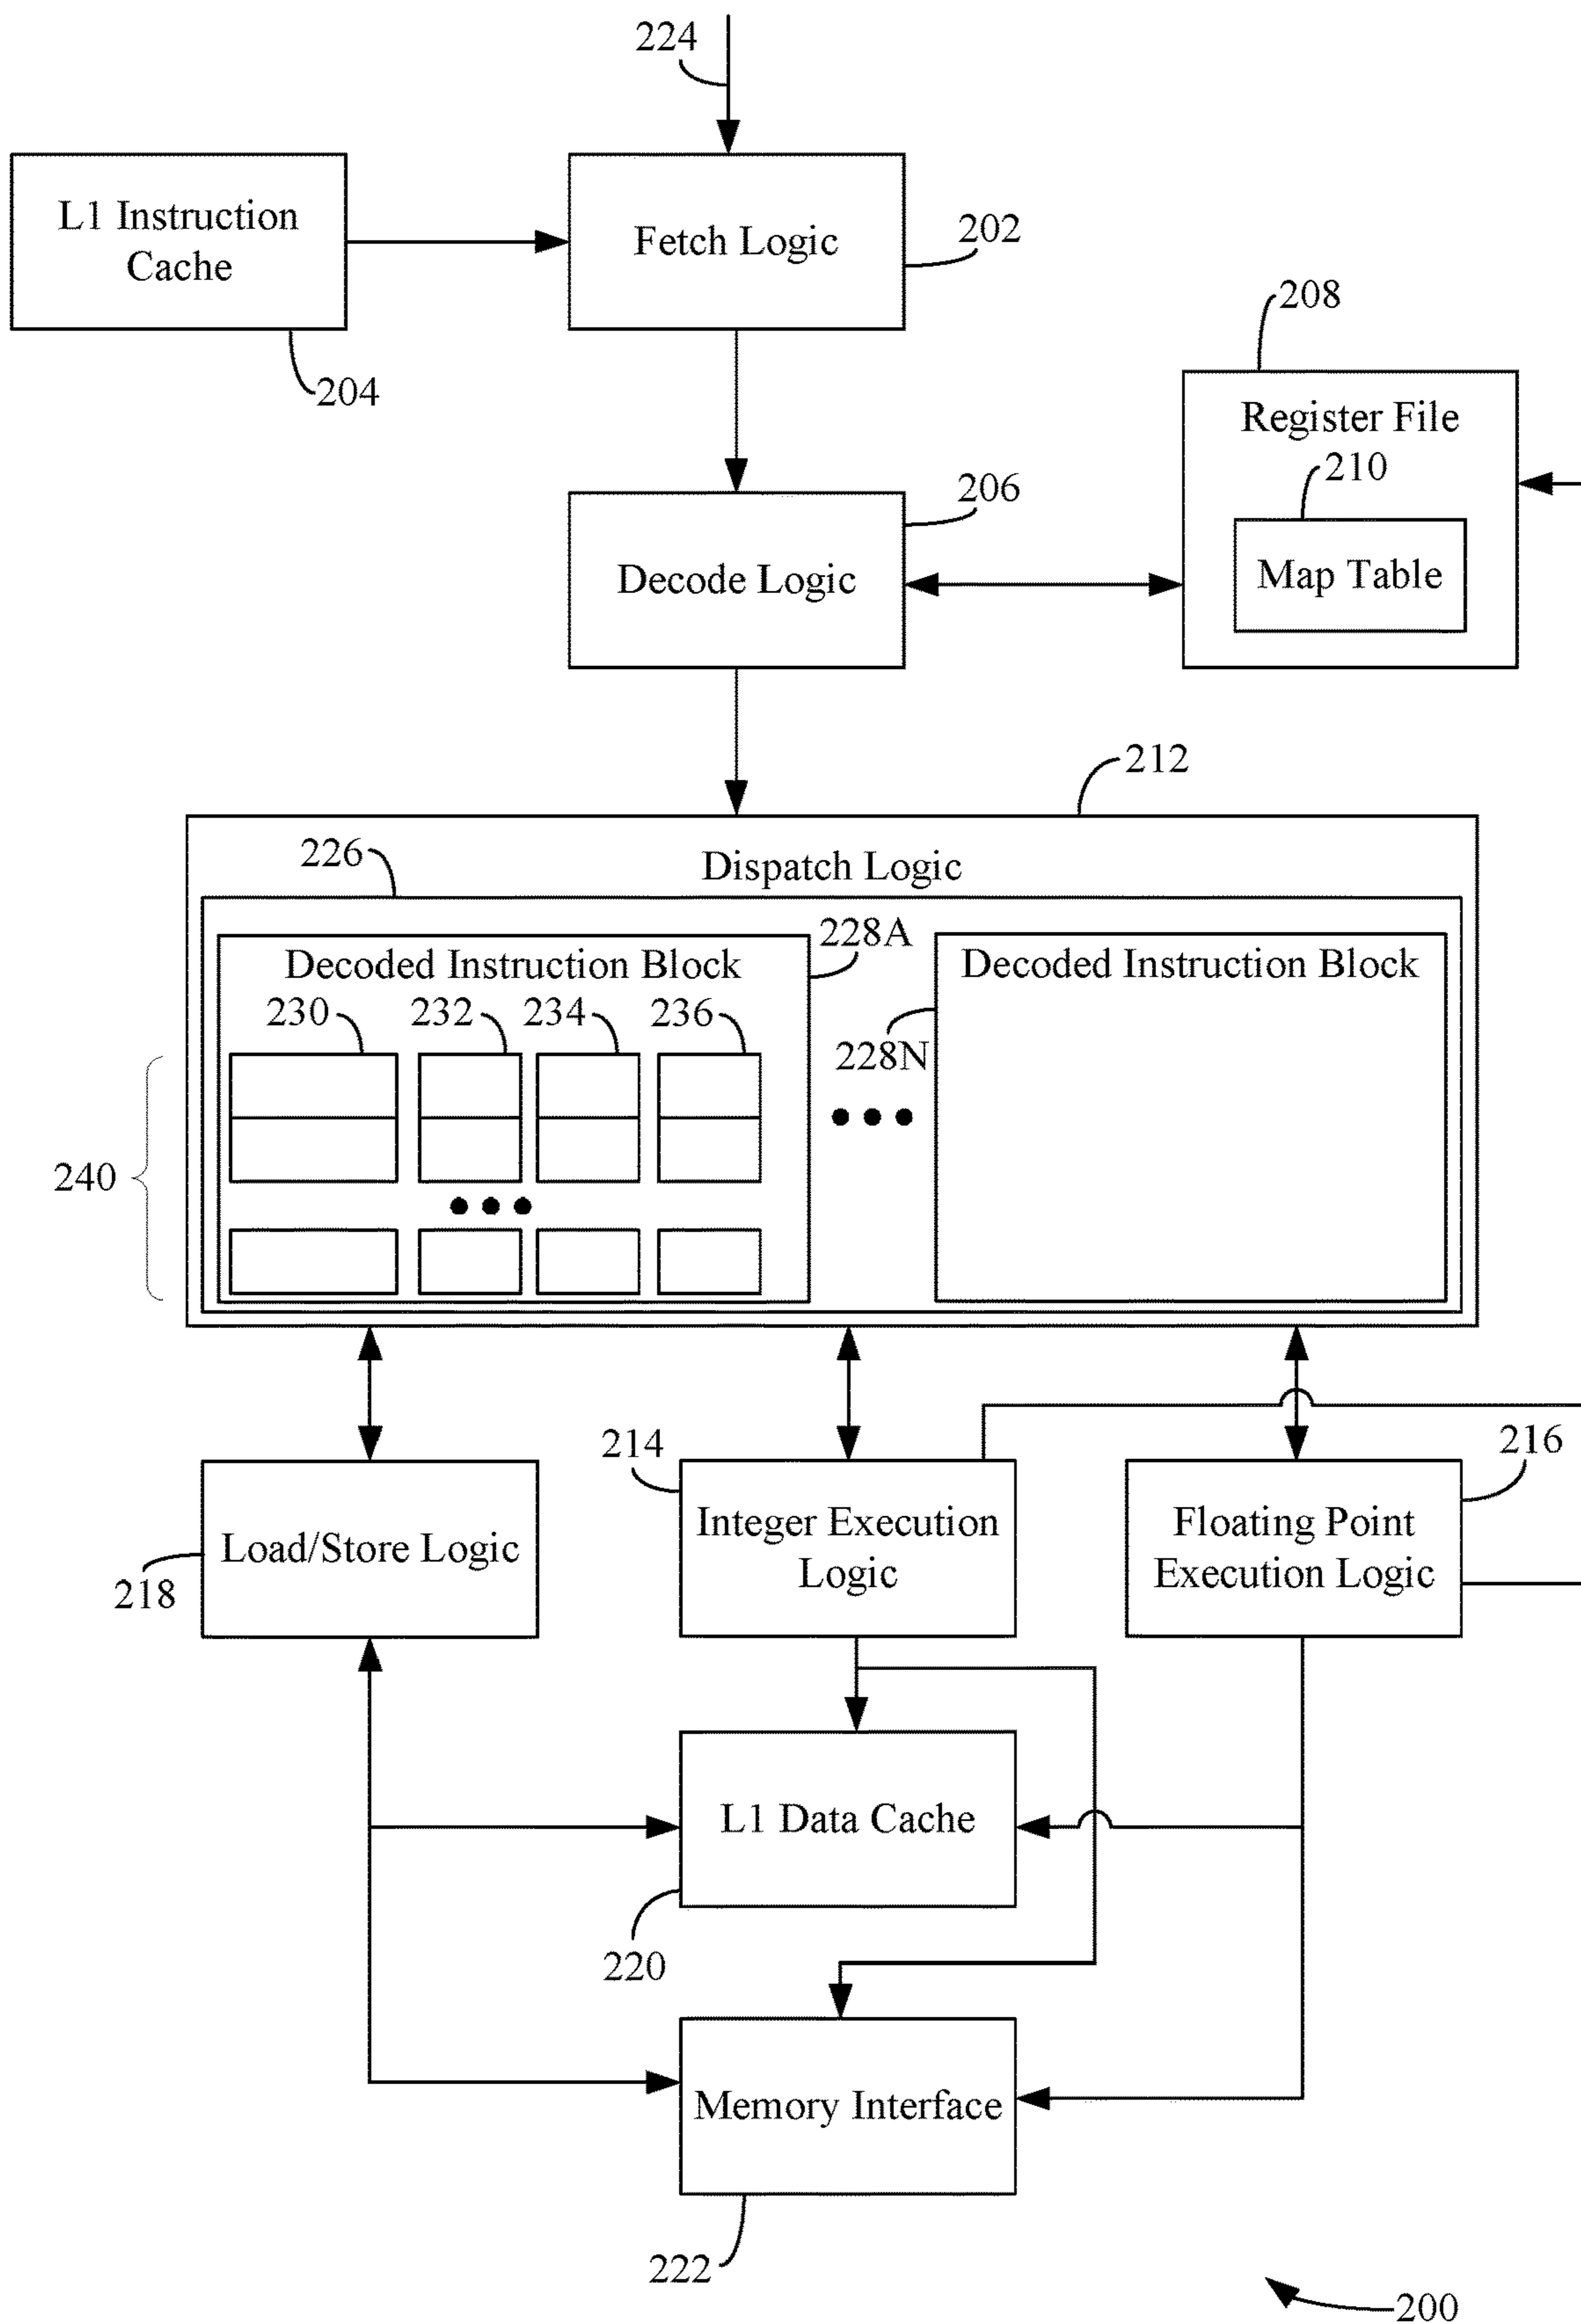 224
L1 Instruction
Cache
Fetch Logic
202
204
208
Register File
210
Map Table
206
Decode Logic
212
Dispatch Logic
226
228A
Decoded Instruction Block
Decoded Instruction Block
230
232
234
236
228N
240
214
216
Load/Store Logic
Integer Execution
Logic
Floating Point
Execution Logic
218
L1 Data Cache
220
Memory Interface
222
200